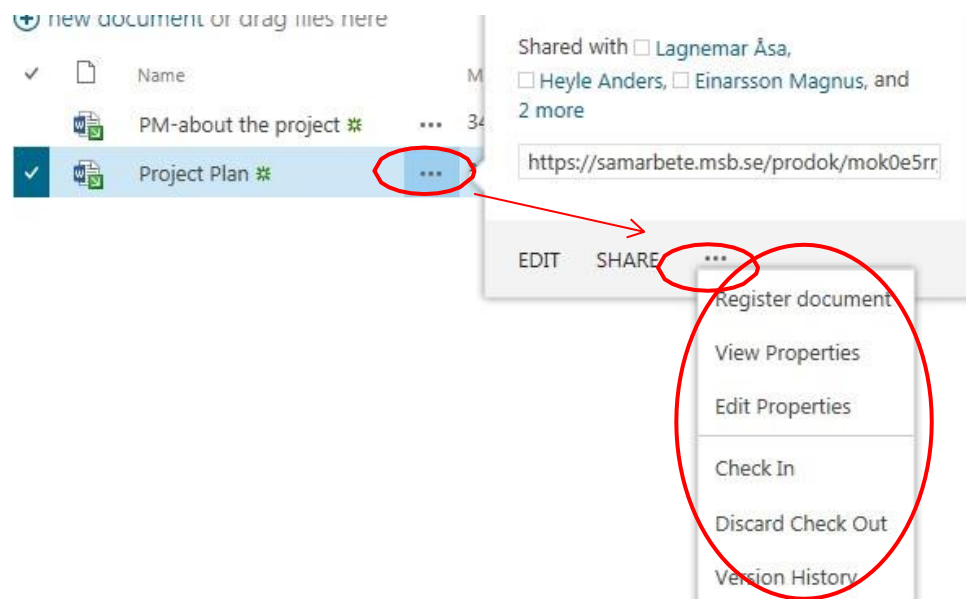 new document or drag files here
Name
M
PM-about the project ... 34
Project Plan ...
Shared with Lagnemar Åsa,
Heyle Anders, Einarsson Magnus, and
2 more
https://samarbete.msb.se/prodok/mok0e5rr
EDIT SHARE ...
Register document
View Properties
Edit Properties
Check In
Discard Check Out
Version History